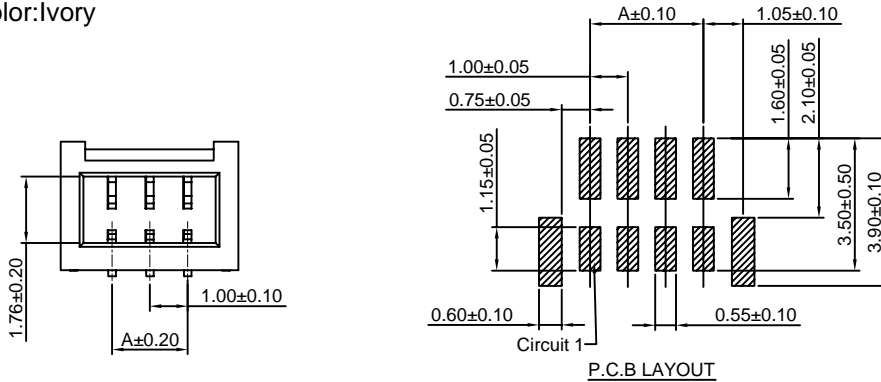 olor:Ivory
A±0.10
1.05±0.10
1.00±0.05
0.75±0.05
1.60±0.05
2.10±0.05
1.15±0.05
3.50±0.50
3.90±0.10
1.76±0.20
1.00±0.10
A±0.20
0.60±0.10
0.55±0.10
Circuit 1
P.C.B LAYOUT